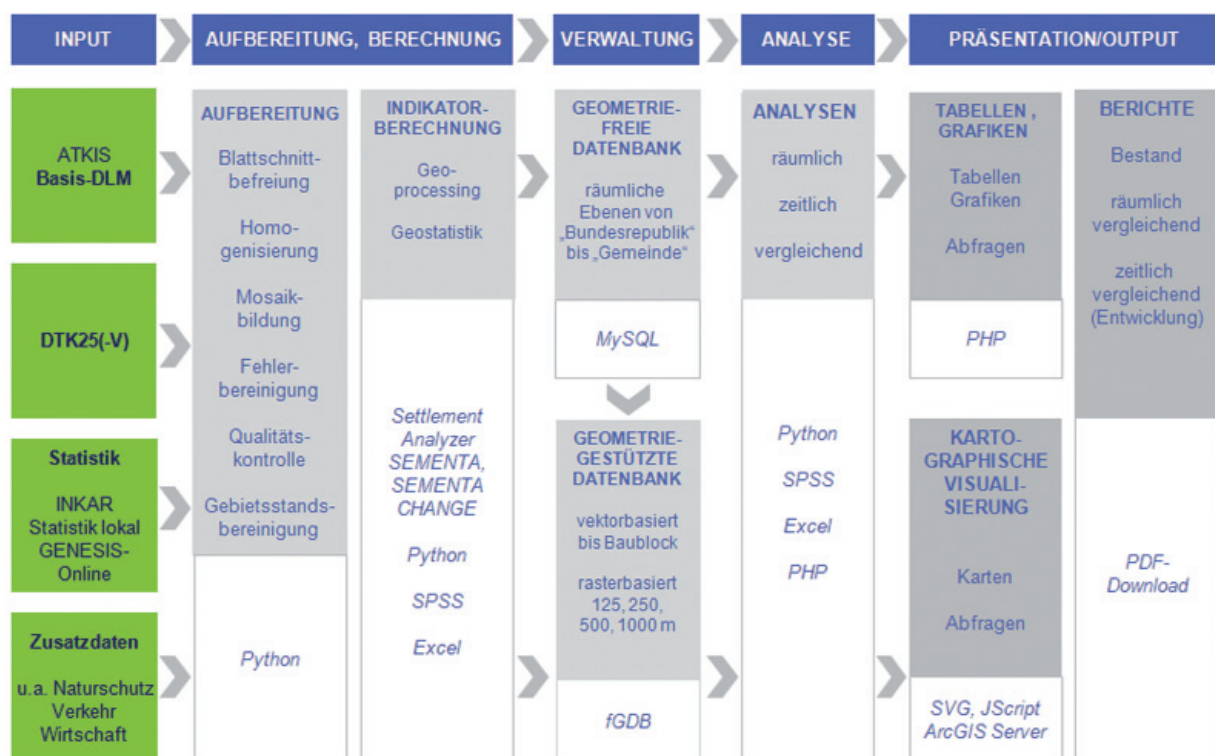 INPUT
AUFBEREITUNG, BERECHNUNG
VERWALTUNG
ANALYSE
PRÄSENTATION/OUTPUT
ATKIS
Basis-DLM
DTK25(-V)
Statistik
INKAR
Statistik lokal
GENESIS-
Online
Zusatzdaten
u.a. Naturschutz
Verkehr
Wirtschaft
AUFBEREITUNG
Blattschnitt-
befreiung
Homo-
genisierung
Mosaik-
bildung
Fehler-
bereinigung
Qualitäts-
kontrolle
Gebietsstands-
bereinigung
Python
INDIKATOR-
BERECHNUNG
Geo-
processing
Geostatistik
Settlement
Analyzer
SEMENTA,
SEMENTA
CHANGE
Python
SPSS
Excel
GEOMETRIE-
FREIE
DATENBANK
räumliche
Ebenen von
„Bundesrepublik“
bis „Gemeinde“
MySQL
GEOMETRIE-
GESTÜTZTE
DATENBANK
vektorbasiert
bis Baublock
rasterbasiert
125, 250,
500, 1000 m
fGDB
ANALYSEN
räumlich
zeitlich
vergleichend
Python
SPSS
Excel
PHP
TABELLEN ,
GRAFIKEN
Tabellen
Grafiken
Abfragen
PHP
KARTO-
GRAPHISCHE
VISUALI-
SIERUNG
Karten
Abfragen
SVG, JScript
ArcGIS Server
BERICHTE
Bestand
räumlich
vergleichend
zeitlich
vergleichend
(Entwicklung)
PDF-
Download